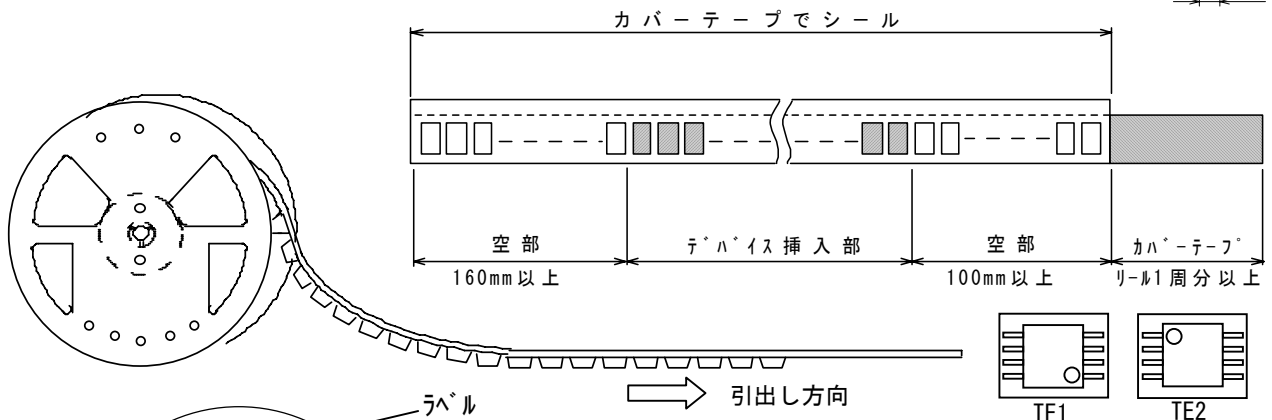 カバーテープでシール
空部
デバイス挿入部
空部
カバーテープ
160mm以上
100mm以上
リール1周分以上
引出し方向
ラベル
TE1
TE2